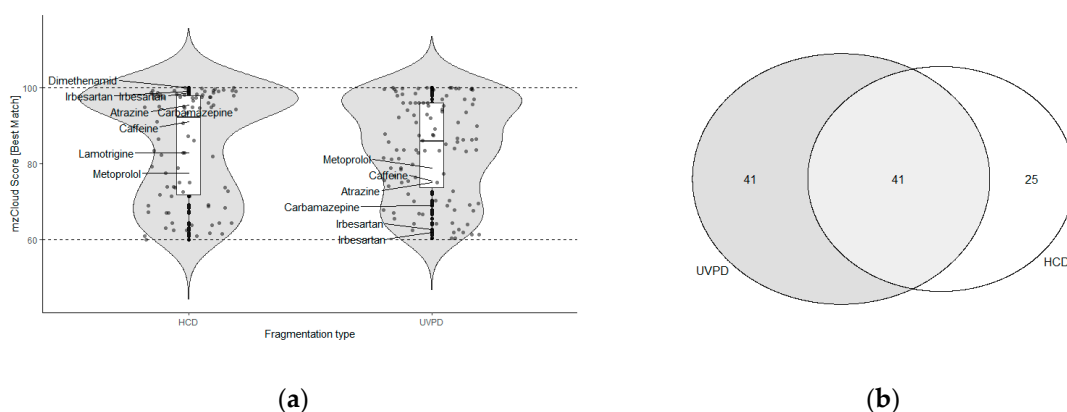 mzCloud Score [Best Match]
100
80
60
Dimethenamid
Irbesartan Irbesartan
Atrazine Carbamazepine
Caffeine
Lamotrigine
Metoprolol
Metoprolol
Caffeine
Atrazine
Carbamazepine
Irbesartan
Irbesartan
HCD
UVPD
Fragmentation type
(a)
41
41
25
UVPD
HCD
(b)